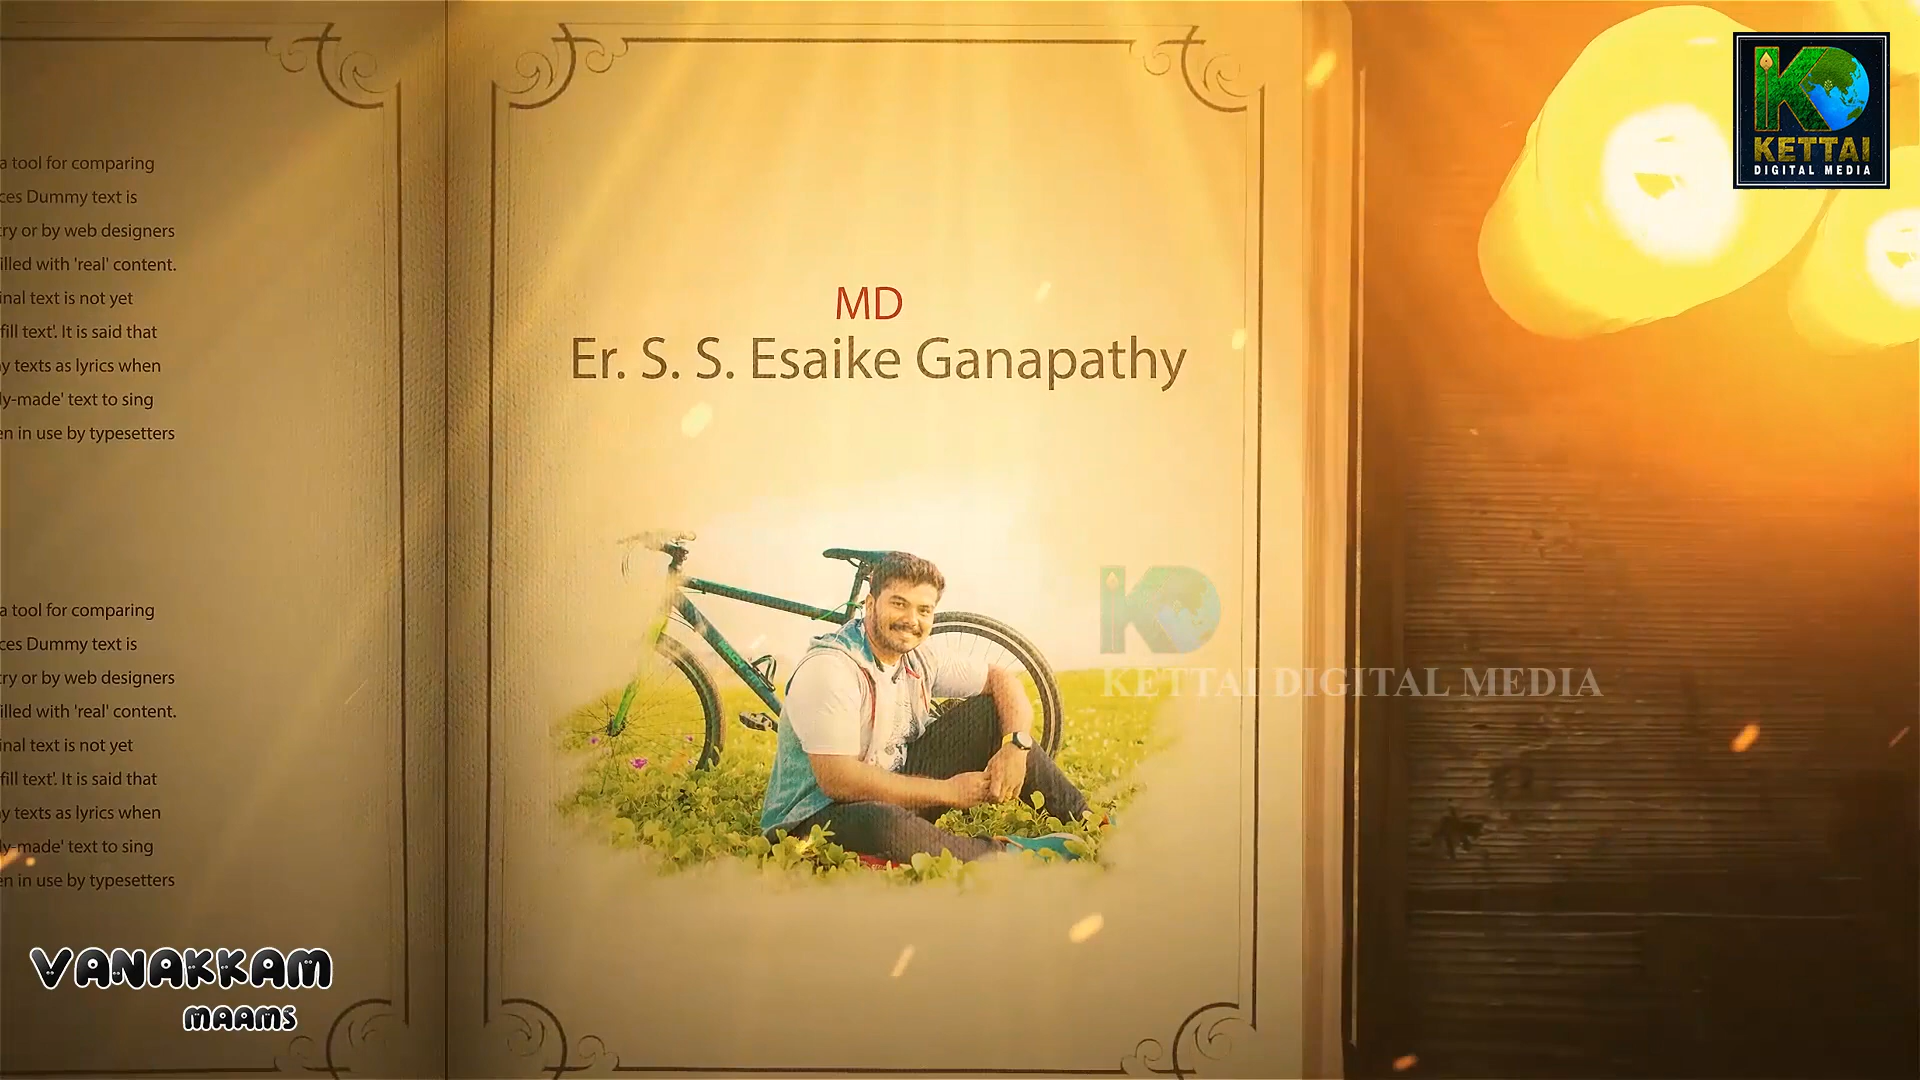 a tool for comparing
ces Dummy text is
try or by web designers
illed with 'real' content.
inal text is not yet
fill text'. It is said that
y texts as lyrics when
ly-made' text to sing
en in use by typesetters
a tool for comparing
ces Dummy text is
try or by web designers
illed with 'real' content.
inal text is not yet
fill text'. It is said that
y texts as lyrics when
ly-made' text to sing
en in use by typesetters
VANAKKAM
MAAMS
MD
Er. S. S. Esaike Ganapathy
KD
KETTAI DIGITAL MEDIA
KD
KETTAI
DIGITAL MEDIA